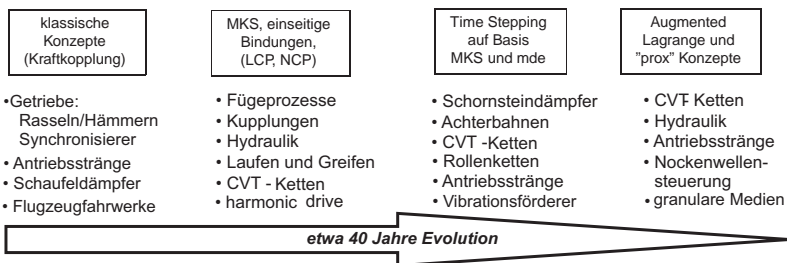 klassische
Konzepte
(Kraftkopplung)
MKS, einseitige
Bindungen,
(LCP, NCP)
Time Stepping
auf Basis
MKS und mde
Augmented
Lagrange und
”prox” Konzepte
•Getriebe:
Rasseln/Hämmern
Synchronisierer
• Antriebsstränge
• Schaufeldämpfer
• Flugzeugfahrwerke
• Fügeprozesse
• Kupplungen
• Hydraulik
• Laufen und Greifen
• CVT - Ketten
• harmonic drive
• Schornsteindämpfer
• Achterbahnen
• CVT -Ketten
• Rollenketten
• Antriebsstränge
• Vibrationsförderer
• CVT- Ketten
• Hydraulik
• Antriebsstränge
• Nockenwellen-
steuerung
• granulare Medien
etwa 40 Jahre Evolution